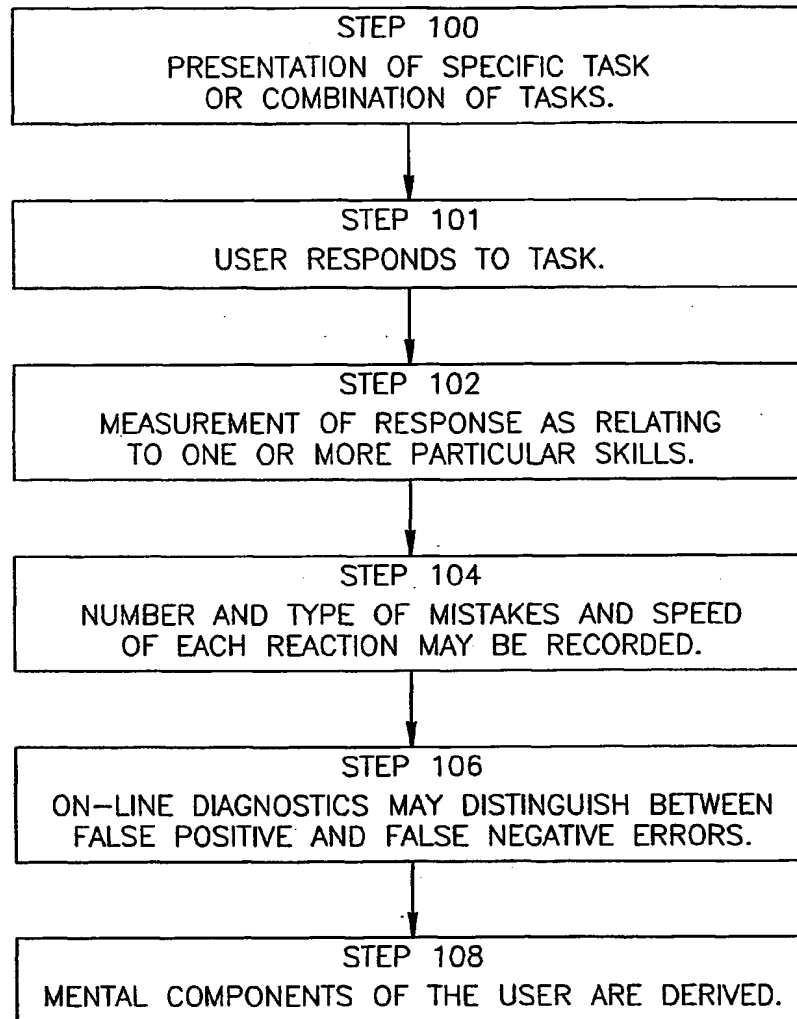 STEP 100
PRESENTATION OF SPECIFIC TASK
OR COMBINATION OF TASKS.
STEP 101
USER RESPONDS TO TASK.
STEP 102
MEASUREMENT OF RESPONSE AS RELATING
TO ONE OR MORE PARTICULAR SKILLS.
STEP 104
NUMBER AND TYPE OF MISTAKES AND SPEED
OF EACH REACTION MAY BE RECORDED.
STEP 106
ON-LINE DIAGNOSTICS MAY DISTINGUISH BETWEEN
FALSE POSITIVE AND FALSE NEGATIVE ERRORS.
STEP 108
MENTAL COMPONENTS OF THE USER ARE DERIVED.